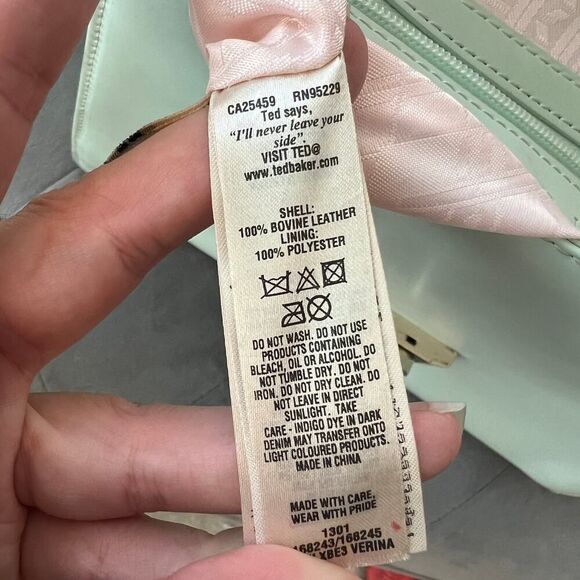 CA25459 RN95229
Ted says,
"I'll never leave your
side".
VISIT TED@
www.tedbaker.com
SHELL:
100% BOVINE LEATHER
LINING:
100% POLYESTER
DO NOT WASH. DO NOT USE
PRODUCTS CONTAINING
BLEACH, OIL OR ALCOHOL. DO
NOT TUMBLE DRY. DO NOT
IRON. DO NOT DRY CLEAN. DO
NOT LEAVE IN DIRECT
SUNLIGHT. TAKE
CARE - INDIGO DYE IN DARK
DENIM MAY TRANSFER ONTO
LIGHT COLOURED PRODUCTS.
MADE IN CHINA
MADE WITH CARE,
WEAR WITH PRIDE
1301
168243/168245
XBE3 VERINA